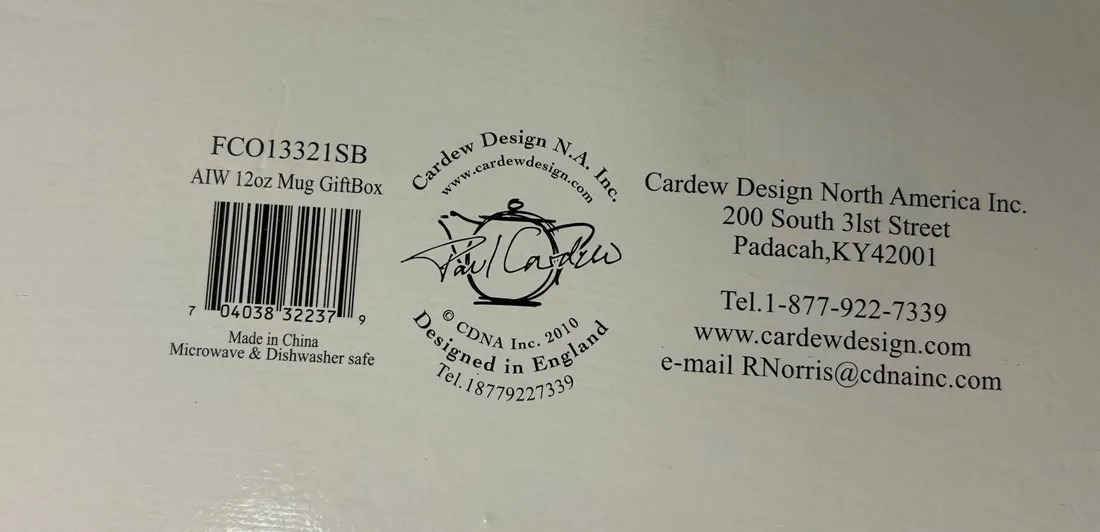 FCO13321SB
AIW 12oz Mug GiftBox
7 04038 32237 9
Made in China
Microwave & Dishwasher safe
Cardew Design N.A. Inc.
www.cardewdesign.com
Paul Cardew
© CDNA Inc. 2010
Designed in England
Tel.18779227339
Cardew Design North America Inc.
200 South 31st Street
Padacah,KY42001
Tel.1-877-922-7339
www.cardewdesign.com
e-mail RNorris@cdnainc.com